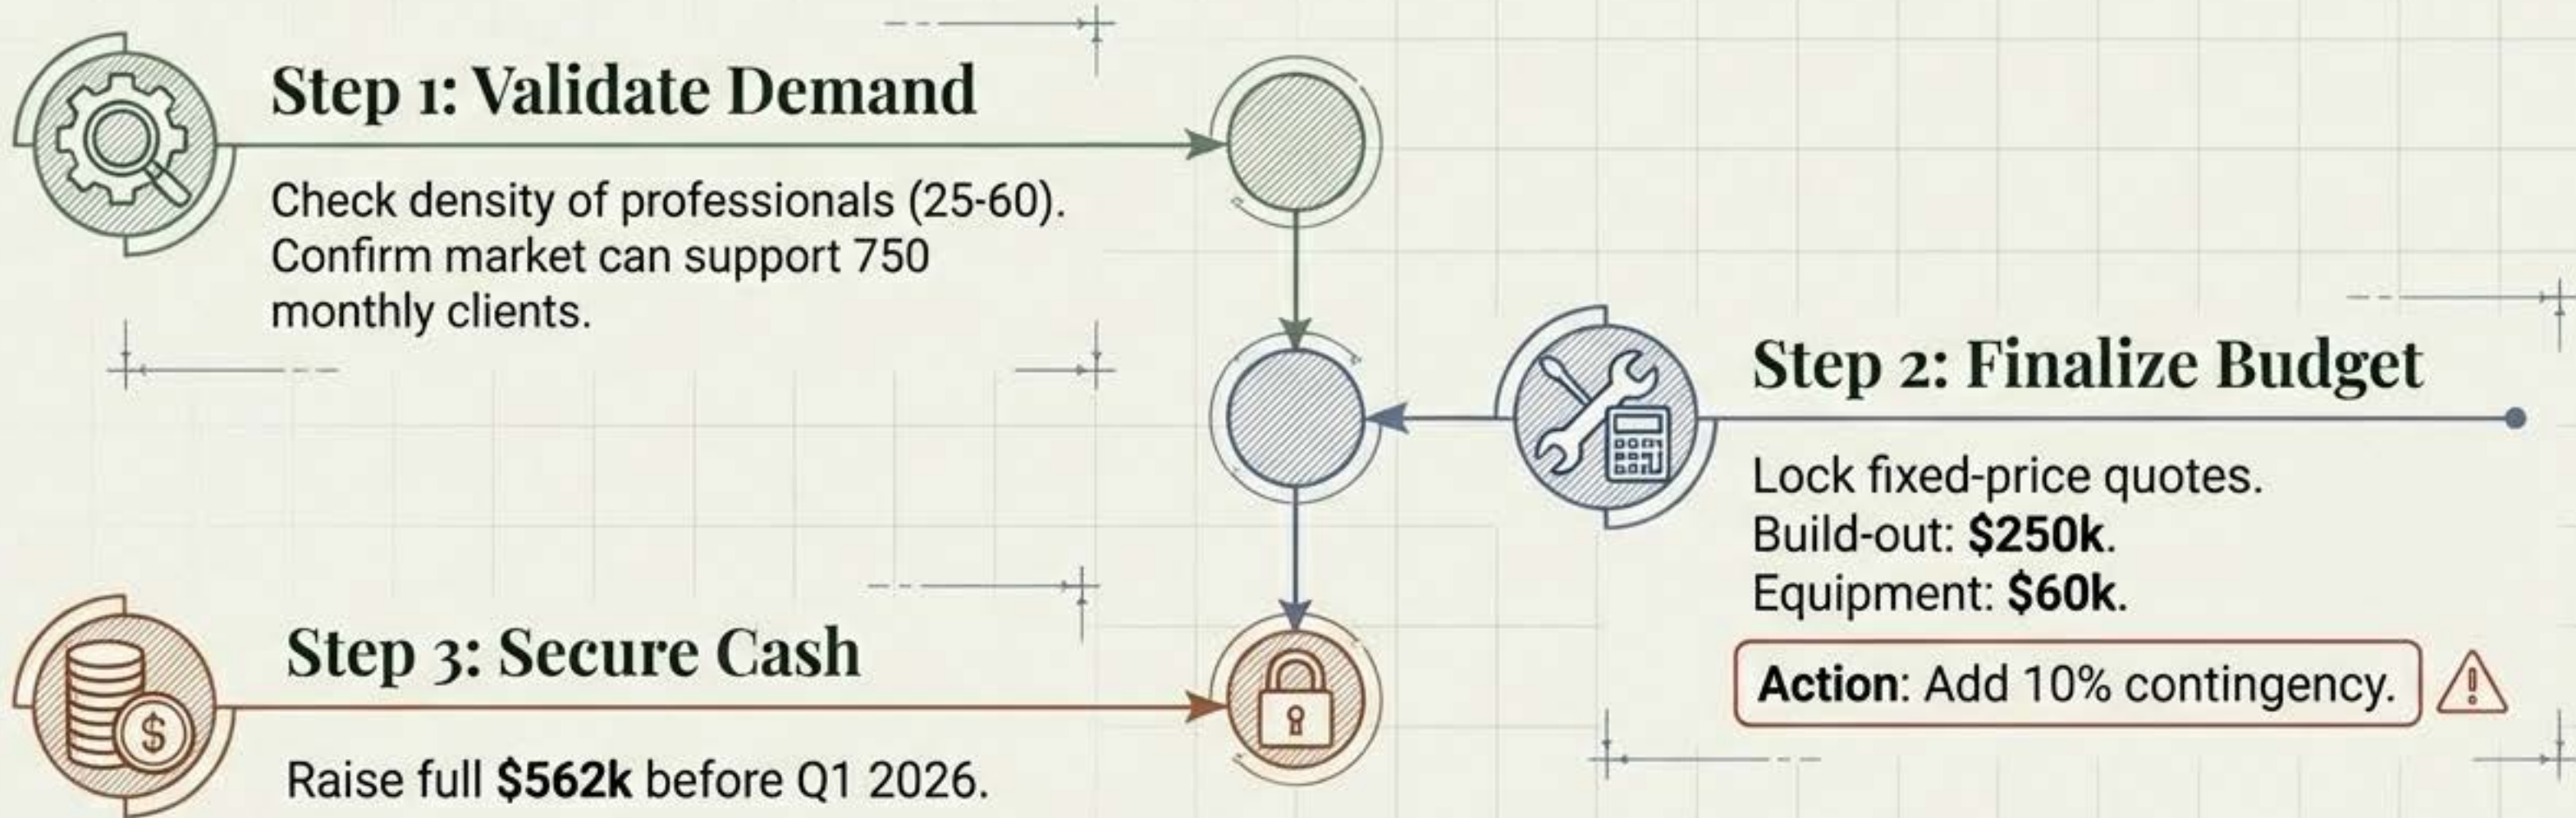 Step 1: Validate Demand
Check density of professionals (25-60).
Confirm market can support 750
monthly clients.
Step 2: Finalize Budget
Lock fixed-price quotes.
Build-out: $250k.
Equipment: $60k.
Action: Add 10% contingency.
Step 3: Secure Cash
$
Raise full $562k before Q1 2026.